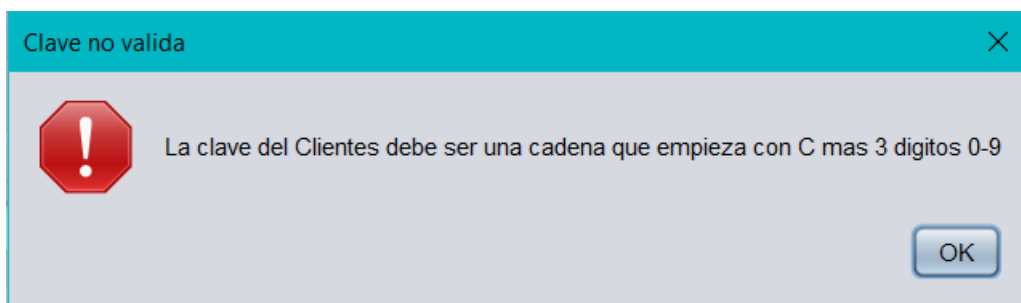 Clave no valida
La clave del Clientes debe ser una cadena que empieza con C mas 3 digitos 0-9
OK